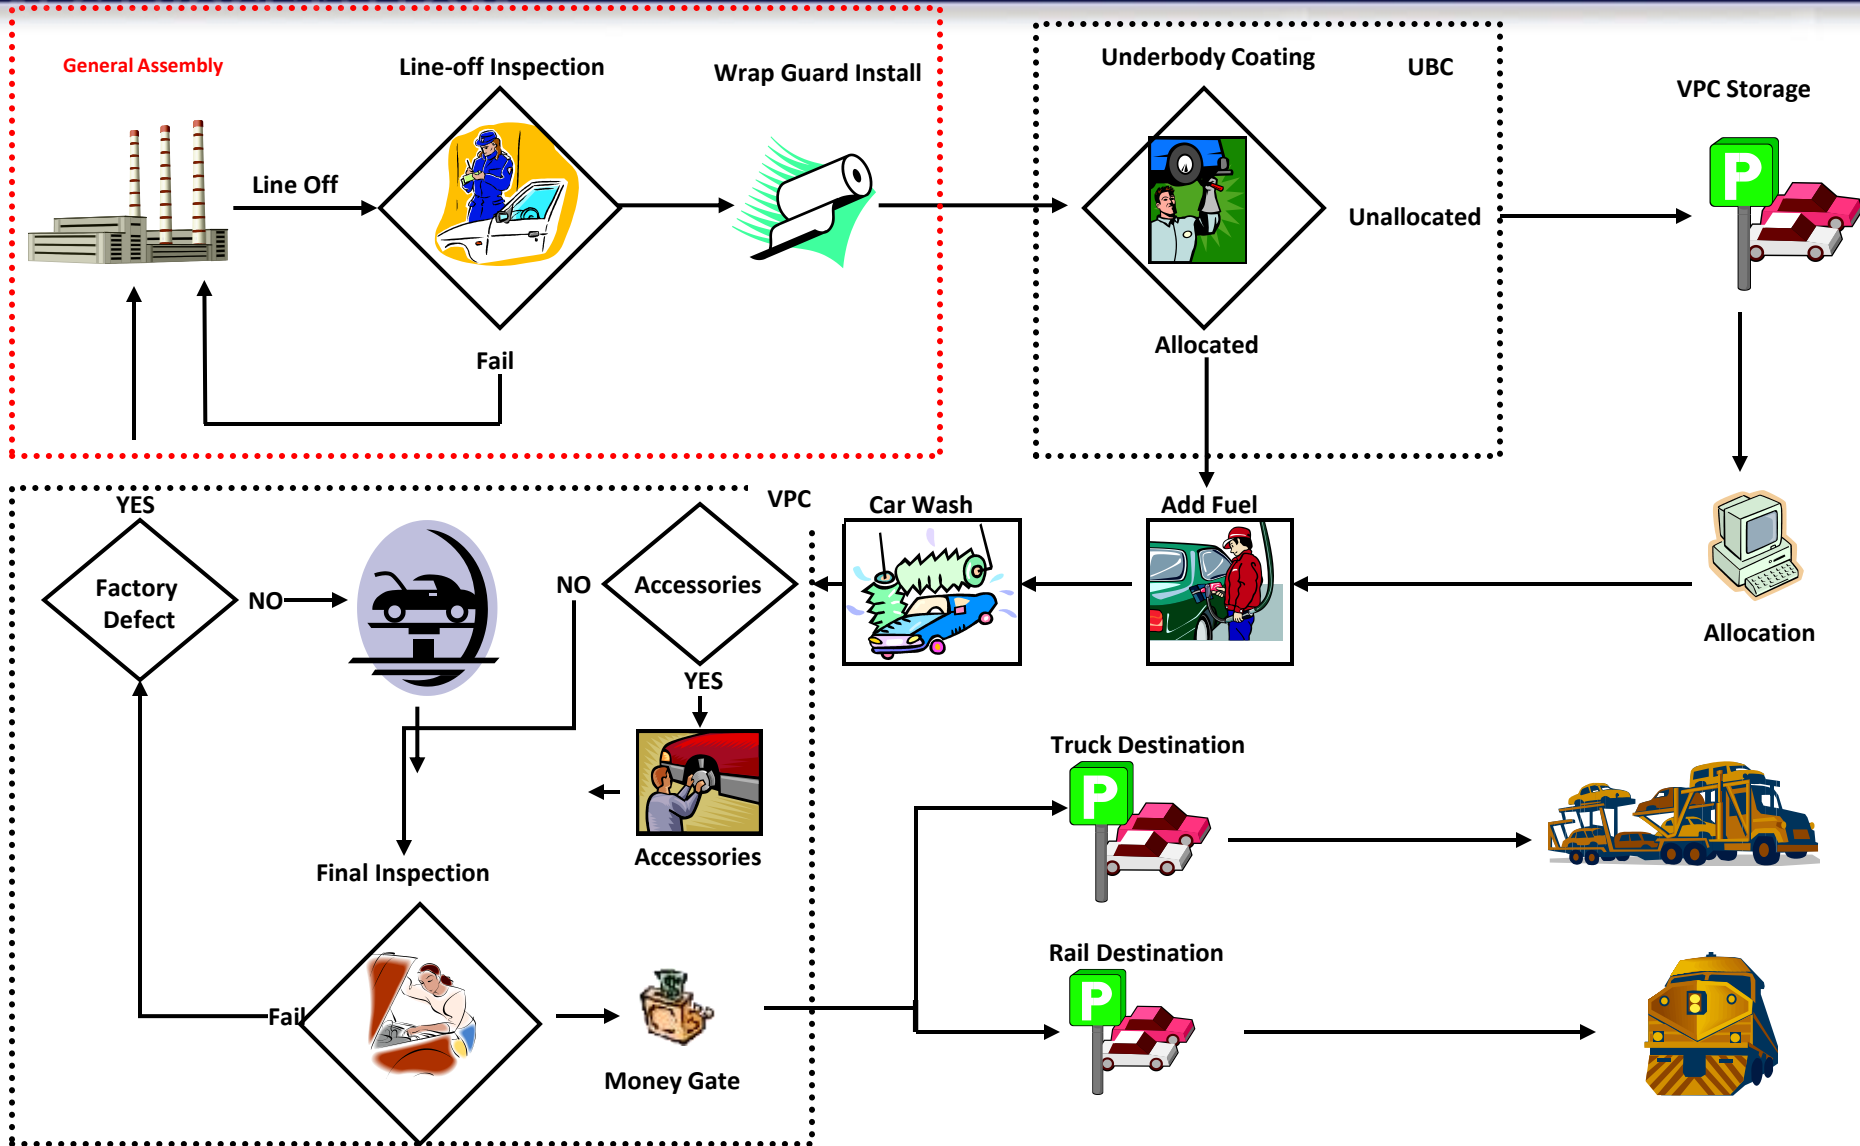 General Assembly
Line-off Inspection
Wrap Guard Install
Underbody Coating
UBC
VPC Storage
P
Line Off
Unallocated
Fail
Allocated
YES
VPC
Car Wash
Add Fuel
Factory
Defect
NO
NO
Accessories
Allocation
YES
$
Truck Destination
P
Accessories
Final Inspection
Rail Destination
P
Fail
Money Gate